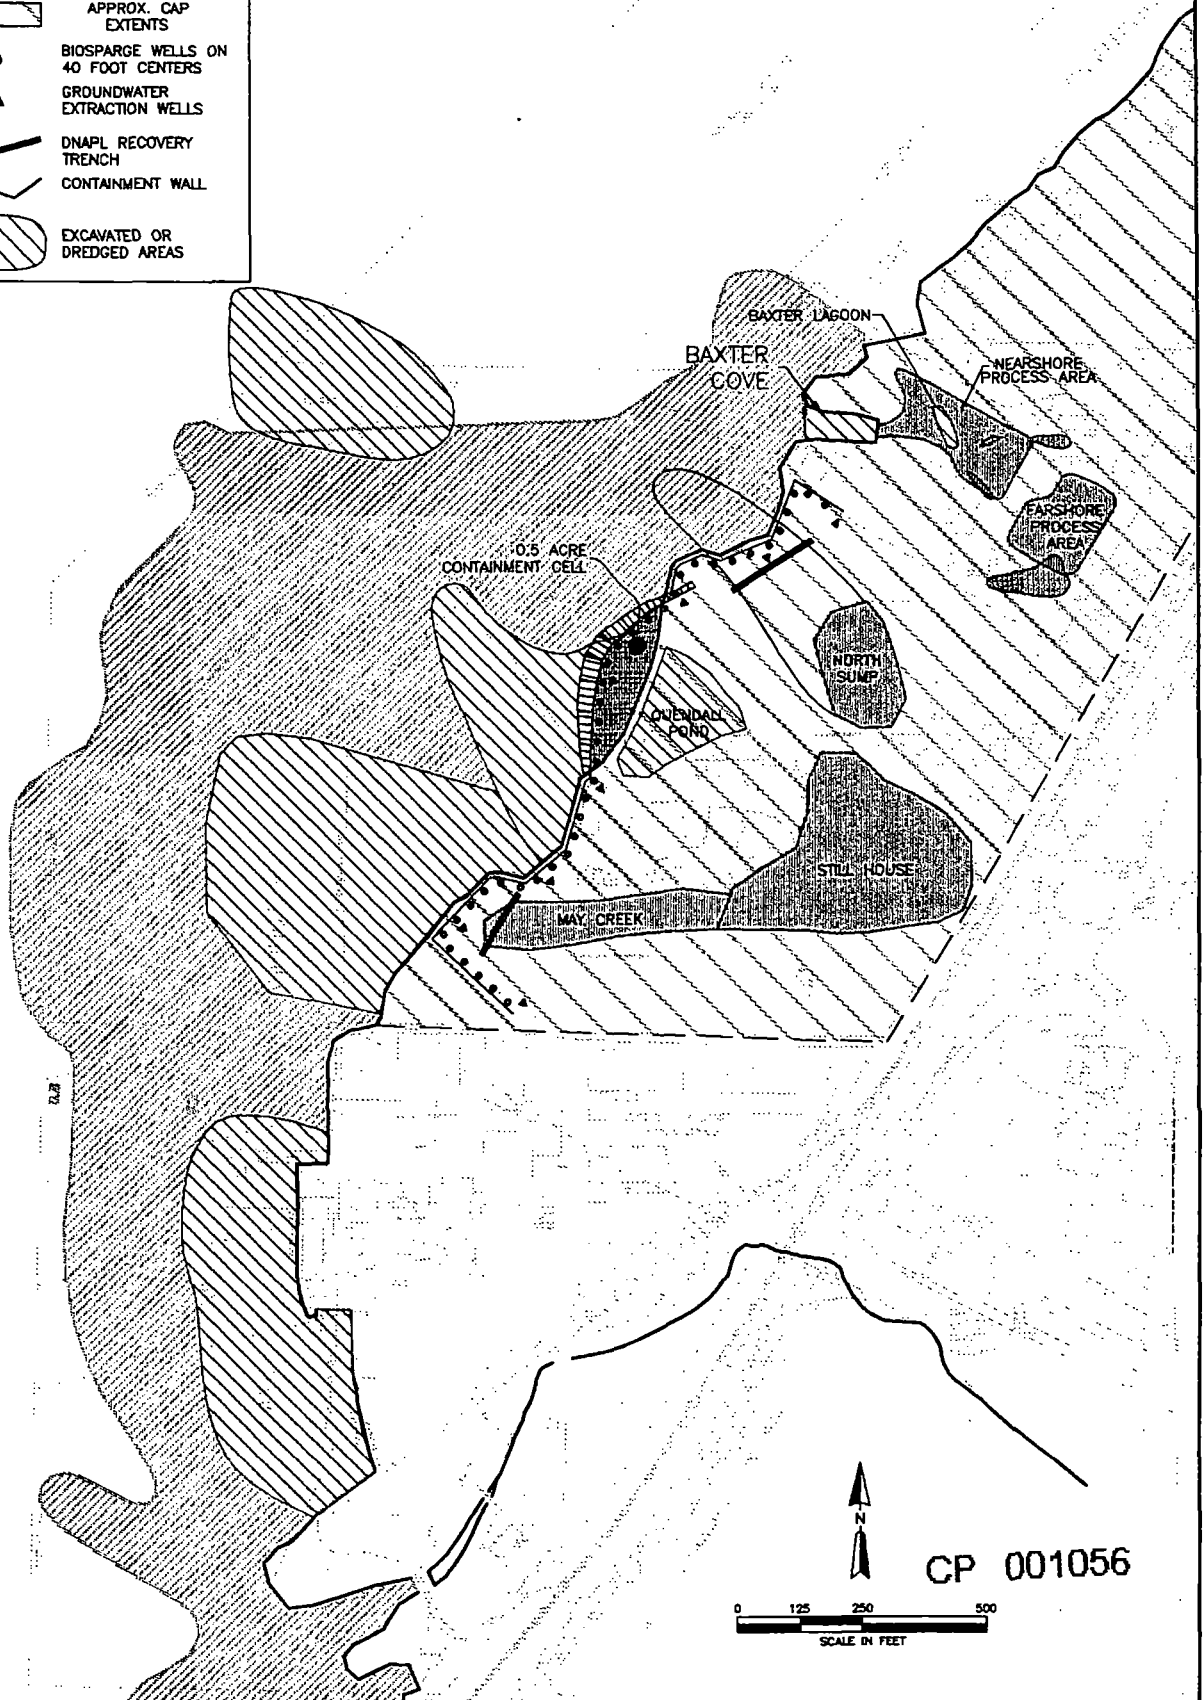 APPROX. CAP
EXTENTS
BIOSPARGE WELLS ON
40 FOOT CENTERS
GROUNDWATER
EXTRACTION WELLS
DNAPL RECOVERY
TRENCH
CONTAINMENT WALL
EXCAVATED OR
DREDGED AREAS
BAXTER LAGOON
BAXTER
COVE
NEARSHORE
PROCESS AREA
FARSHORE
PROCESS
AREA
0.5 ACRE
CONTAINMENT CELL
NORTH
SUMP
QUENDALL
POND
STILL HOUSE
MAY CREEK
N
CP 001056
0 125 250 500
SCALE IN FEET